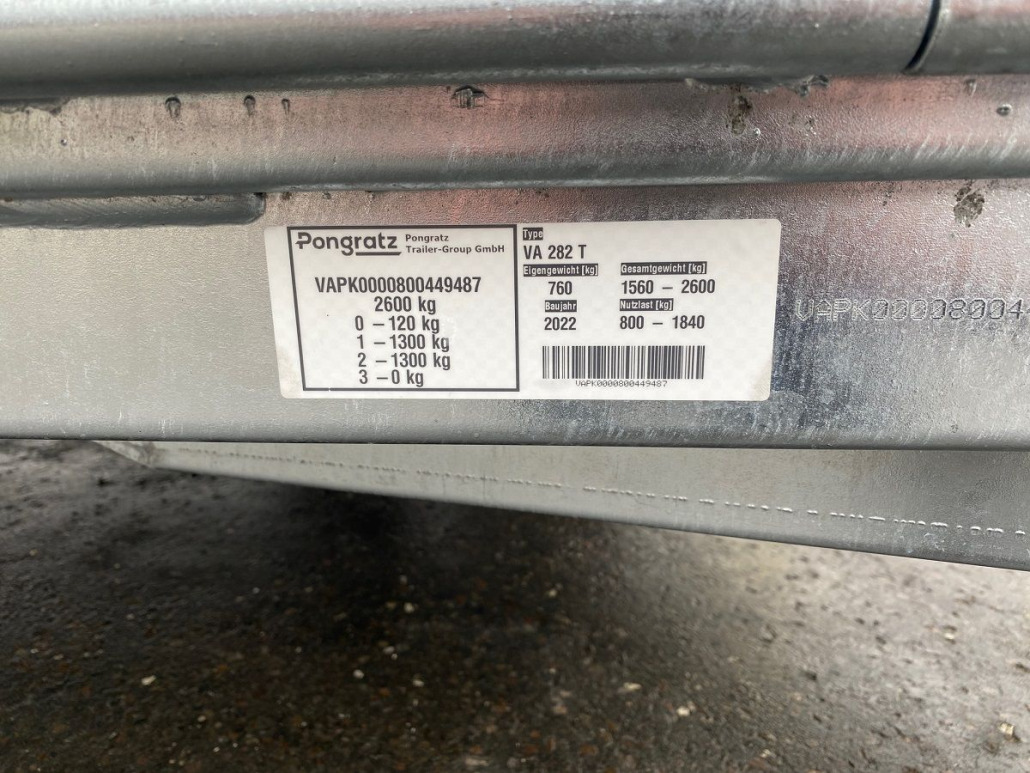 Pongratz Pongratz
Trailer-Group GmbH
VAPK0000800449487
2600 kg
0 – 120 kg
1 – 1300 kg
2 – 1300 kg
3 – 0 kg
Type
VA 282 T
Eigengewicht [kg] Gesamtgewicht [kg]
760 1560 – 2600
Baujahr Nutzlast [kg]
2022 800 – 1840
VAPK0000800449487
VAPK00008004